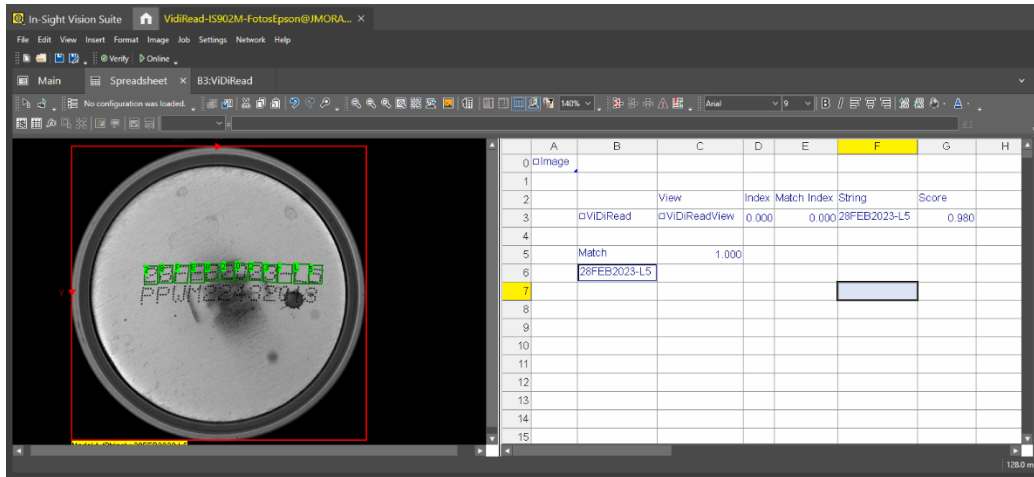 In-Sight Vision Suite VidiRead-IS902M-FotosEpson@JMORA... ×
File Edit View Insert Format Image Job Settings Network Help
Verify Online
Main Spreadsheet × B3:ViDiRead
No configuration was loaded. 140% Arial 9 B A
=
A B C D E F G H
0 Image
1
2 View Index Match Index String Score
3 ViDiRead ViDiReadView 0.000 0.000 28FEB2023-L5 0.980
4
5 Match 1.000
6 28FEB2023-L5
7
8
9
10
11
12
13
14
15
28FEB2023-L5
Y
128.0 m